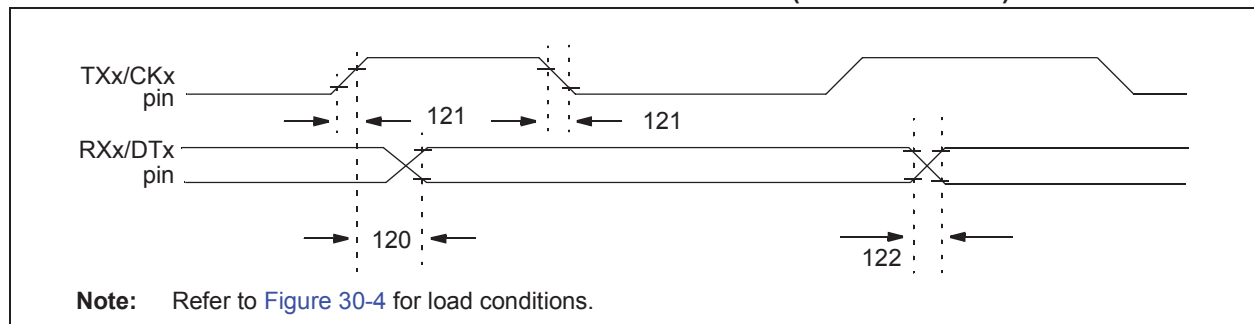 TXx/CKx
pin
121
121
RXx/DTx
pin
120
122
Note: Refer to Figure 30-4 for load conditions.